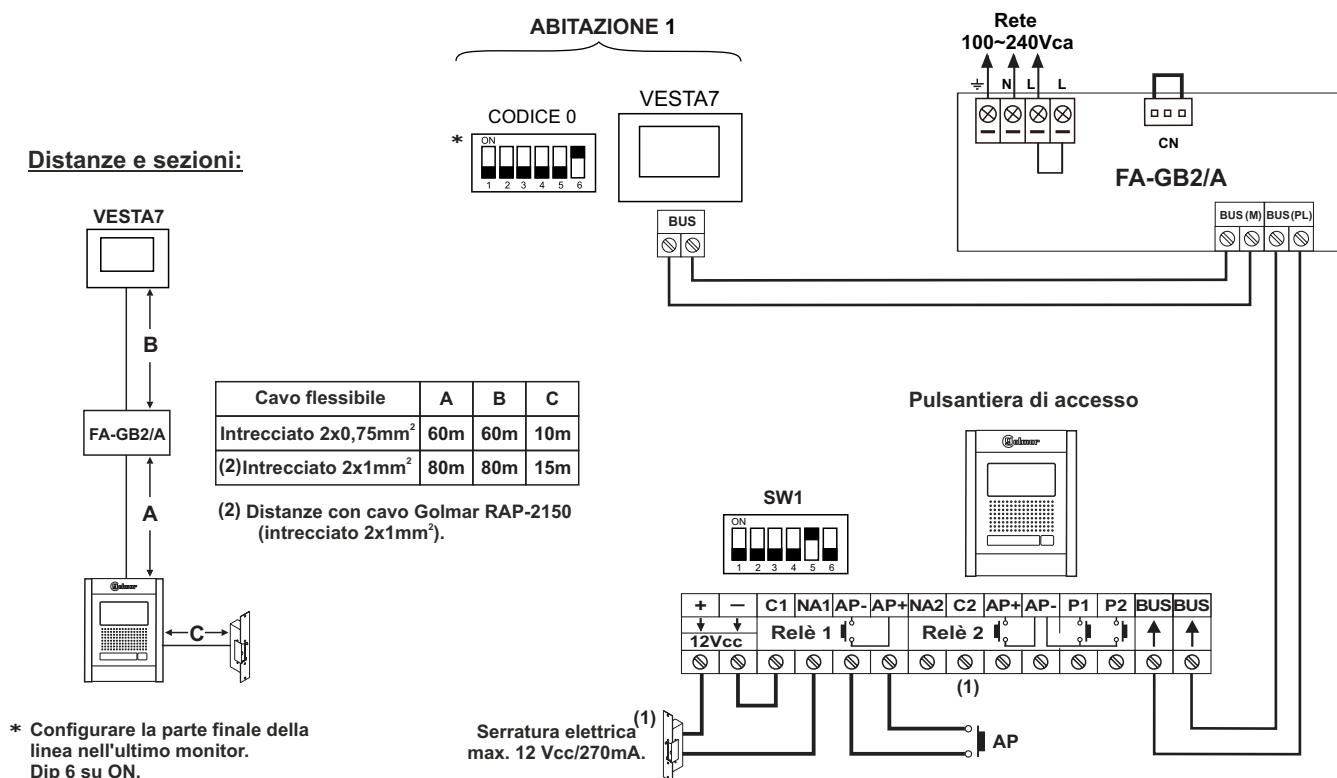 ABITAZIONE 1
CODICE 0
*
ON
1 2 3 4 5 6
VESTA7
BUS
Rete
100~240Vca
N L L
CN
FA-GB2/A
BUS (M) BUS (PL)
Distanze e sezioni:
VESTA7
B
FA-GB2/A
A
Golmar
C
Cavo flessibile A B C
Intrecciato 2x0,75mm² 60m 60m 10m
(2) Intrecciato 2x1mm² 80m 80m 15m
(2) Distanze con cavo Golmar RAP-2150
(intrecciato 2x1mm²).
* Configurare la parte finale della
linea nell'ultimo monitor.
Dip 6 su ON.
Pulsantiera di accesso
Golmar
SW1
ON
1 2 3 4 5 6
+ – C1 NA1 AP- AP+ NA2 C2 AP+ AP- P1 P2 BUS BUS
12Vcc Relè 1 Relè 2
(1)
Serratura elettrica (1)
max. 12 Vcc/270mA.
AP